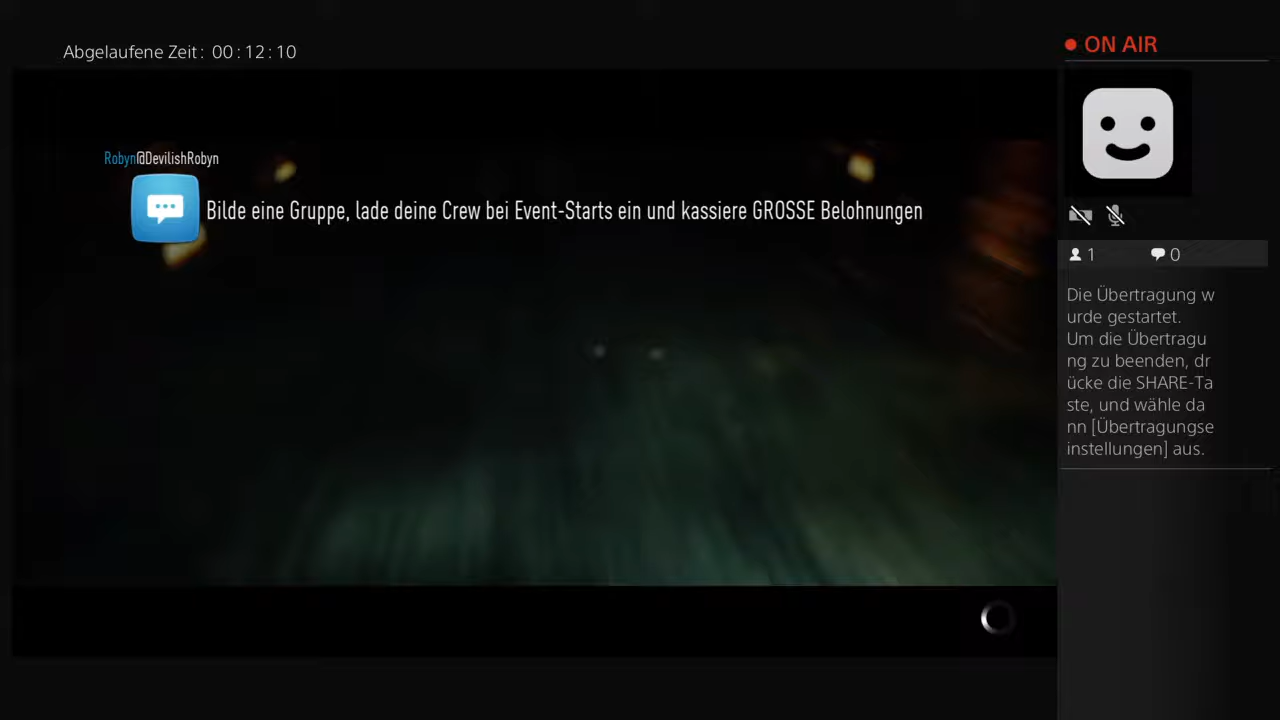 Abgelaufene Zeit: 00:12:10
ON AIR
Robyn@DevilishRobyn
Bilde eine Gruppe, lade deine Crew bei Event-Starts ein und kassiere GROSSE Belohnungen
1 0
Die Übertragung w
urde gestartet.
Um die Übertragu
ng zu beenden, dr
ücke die SHARE-Ta
ste, und wähle da
nn [Übertragungse
instellungen] aus.